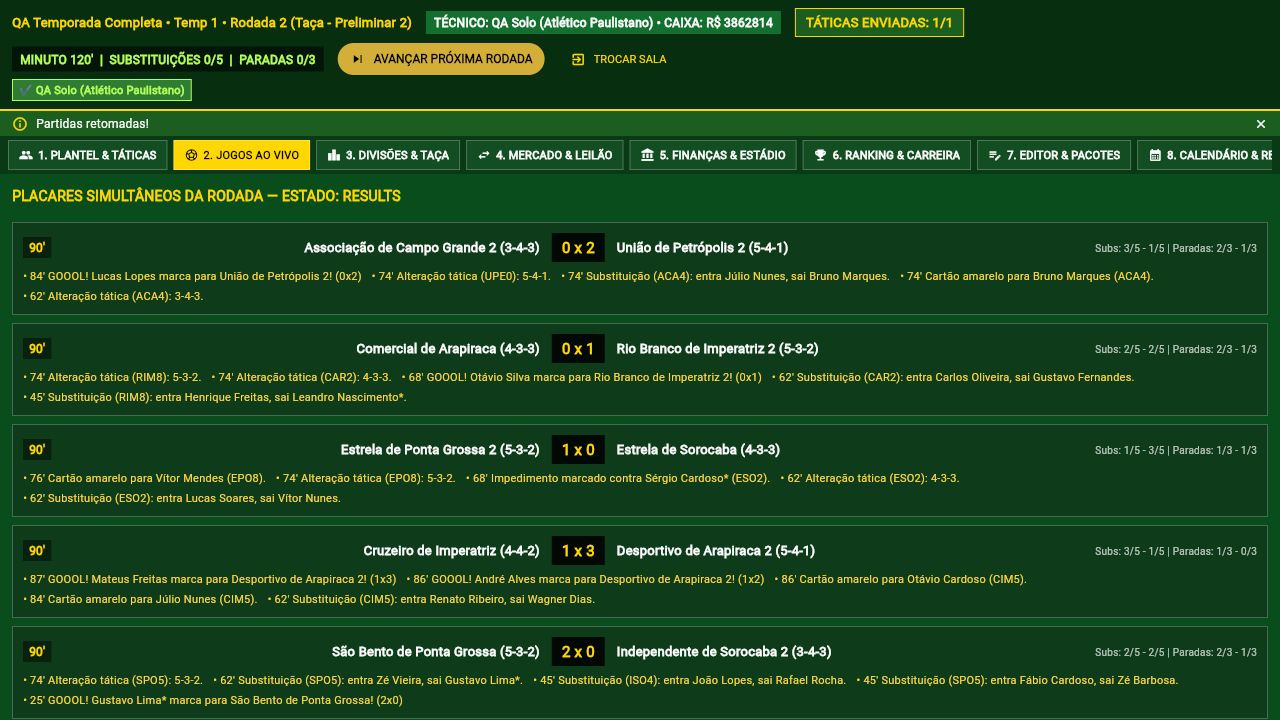 QA Temporada Completa • Temp 1 • Rodada 2 (Taça - Preliminar 2) TÉCNICO: QA Solo (Atlético Paulistano) • CAIXA: R$ 3862814 TÁTICAS ENVIADAS: 1/1
MINUTO 120' | SUBSTITUIÇÕES 0/5 | PARADAS 0/3 AVANÇAR PRÓXIMA RODADA TROCAR SALA
✔ QA Solo (Atlético Paulistano)
Partidas retomadas!
1. PLANTEL & TÁTICAS 2. JOGOS AO VIVO 3. DIVISÕES & TAÇA 4. MERCADO & LEILÃO 5. FINANÇAS & ESTÁDIO 6. RANKING & CARREIRA 7. EDITOR & PACOTES 8. CALENDÁRIO & RE
PLACARES SIMULTÂNEOS DA RODADA — ESTADO: RESULTS
90' Associação de Campo Grande 2 (3-4-3) 0 x 2 União de Petrópolis 2 (5-4-1) Subs: 3/5 - 1/5 | Paradas: 2/3 - 1/3
• 84' GOOOL! Lucas Lopes marca para União de Petrópolis 2! (0x2) • 74' Alteração tática (UPE0): 5-4-1. • 74' Substituição (ACA4): entra Júlio Nunes, sai Bruno Marques. • 74' Cartão amarelo para Bruno Marques (ACA4).
• 62' Alteração tática (ACA4): 3-4-3.
90' Comercial de Arapiraca (4-3-3) 0 x 1 Rio Branco de Imperatriz 2 (5-3-2) Subs: 2/5 - 2/5 | Paradas: 2/3 - 1/3
• 74' Alteração tática (RIM8): 5-3-2. • 74' Alteração tática (CAR2): 4-3-3. • 68' GOOOL! Otávio Silva marca para Rio Branco de Imperatriz 2! (0x1) • 62' Substituição (CAR2): entra Carlos Oliveira, sai Gustavo Fernandes.
• 45' Substituição (RIM8): entra Henrique Freitas, sai Leandro Nascimento*.
90' Estrela de Ponta Grossa 2 (5-3-2) 1 x 0 Estrela de Sorocaba (4-3-3) Subs: 1/5 - 3/5 | Paradas: 1/3 - 1/3
• 76' Cartão amarelo para Vítor Mendes (EPO8). • 74' Alteração tática (EPO8): 5-3-2. • 68' Impedimento marcado contra Sérgio Cardoso* (ESO2). • 62' Alteração tática (ESO2): 4-3-3.
• 62' Substituição (ESO2): entra Lucas Soares, sai Vítor Nunes.
90' Cruzeiro de Imperatriz (4-4-2) 1 x 3 Desportivo de Arapiraca 2 (5-4-1) Subs: 3/5 - 1/5 | Paradas: 1/3 - 0/3
• 87' GOOOL! Mateus Freitas marca para Desportivo de Arapiraca 2! (1x3) • 86' GOOOL! André Alves marca para Desportivo de Arapiraca 2! (1x2) • 86' Cartão amarelo para Otávio Cardoso (CIM5).
• 84' Cartão amarelo para Júlio Nunes (CIM5). • 62' Substituição (CIM5): entra Renato Ribeiro, sai Wagner Dias.
90' São Bento de Ponta Grossa (5-3-2) 2 x 0 Independente de Sorocaba 2 (3-4-3) Subs: 2/5 - 2/5 | Paradas: 2/3 - 1/3
• 74' Alteração tática (SPO5): 5-3-2. • 62' Substituição (SPO5): entra Zé Vieira, sai Gustavo Lima*. • 45' Substituição (ISO4): entra João Lopes, sai Rafael Rocha. • 45' Substituição (SPO5): entra Fábio Cardoso, sai Zé Barbosa.
• 25' GOOOL! Gustavo Lima* marca para São Bento de Ponta Grossa! (2x0)